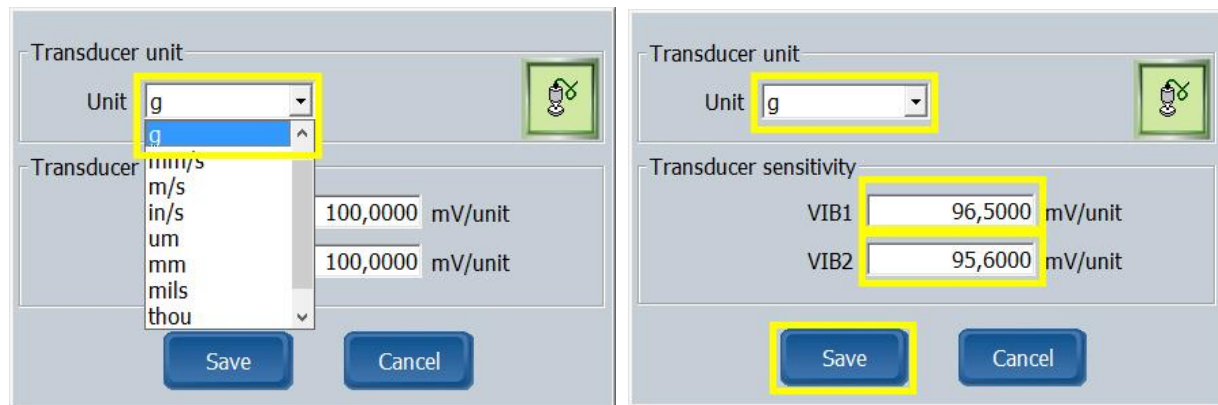 Transducer unit
Unit g
g
mm/s
Transducer
m/s
in/s
100,0000 mV/unit
um
mm
100,0000 mV/unit
mils
thou
Save Cancel
Transducer unit
Unit g
Transducer sensitivity
VIB1 96,5000 mV/unit
VIB2 95,6000 mV/unit
Save Cancel